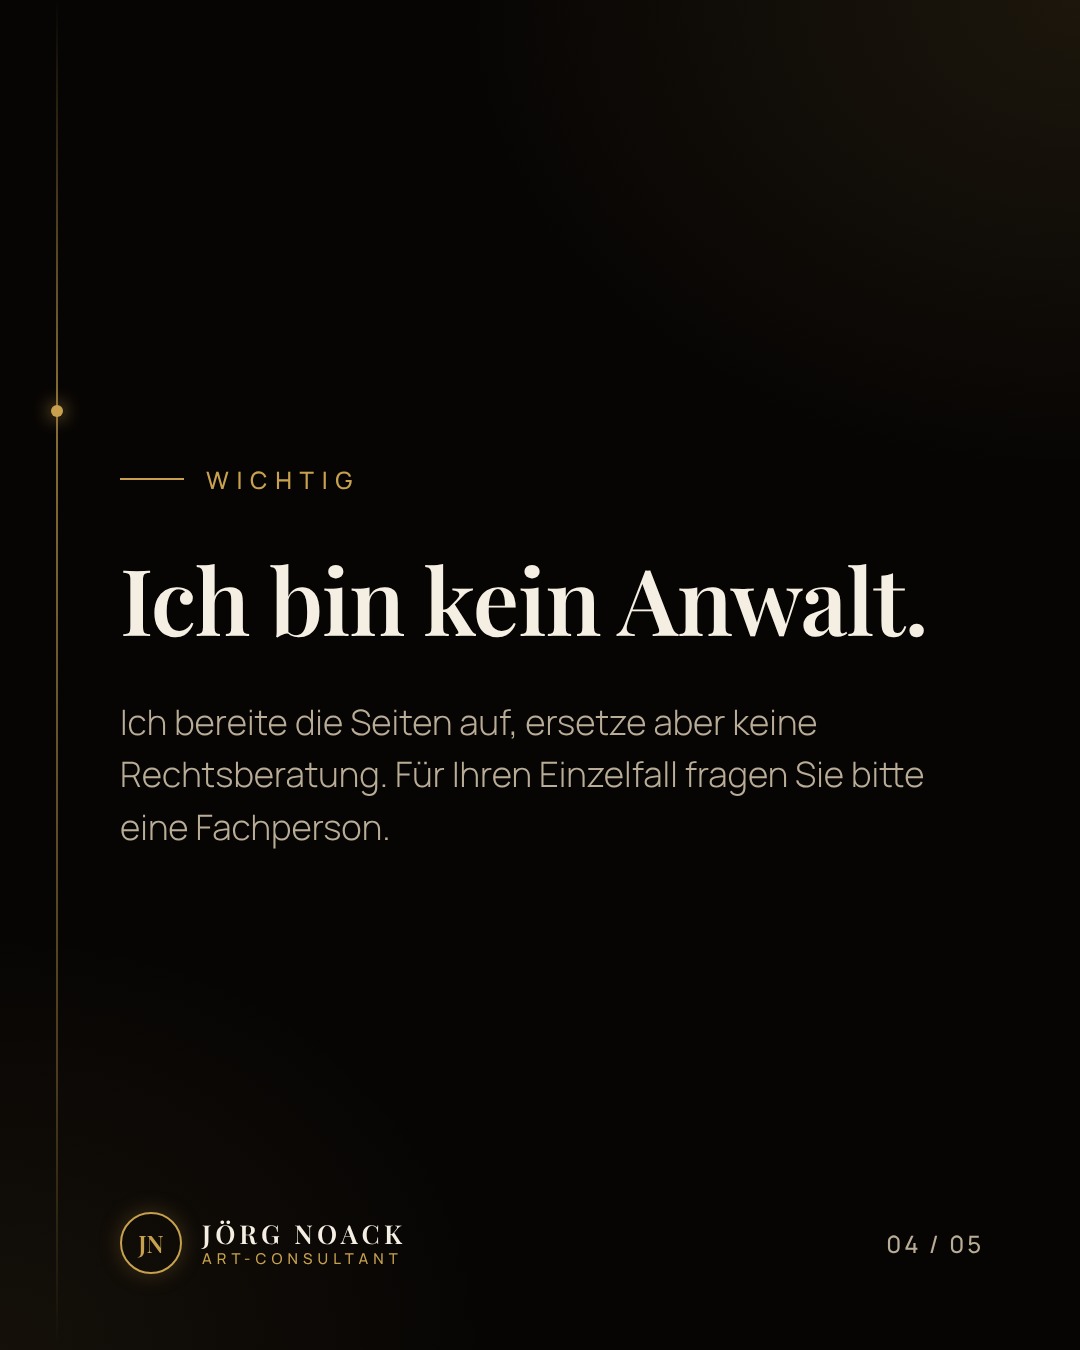 WICHTIG
Ich bin kein Anwalt.
Ich bereite die Seiten auf, ersetze aber keine
Rechtsberatung. Für Ihren Einzelfall fragen Sie bitte
eine Fachperson.
JN
JÖRG NOACK
ART-CONSULTANT
04 / 05